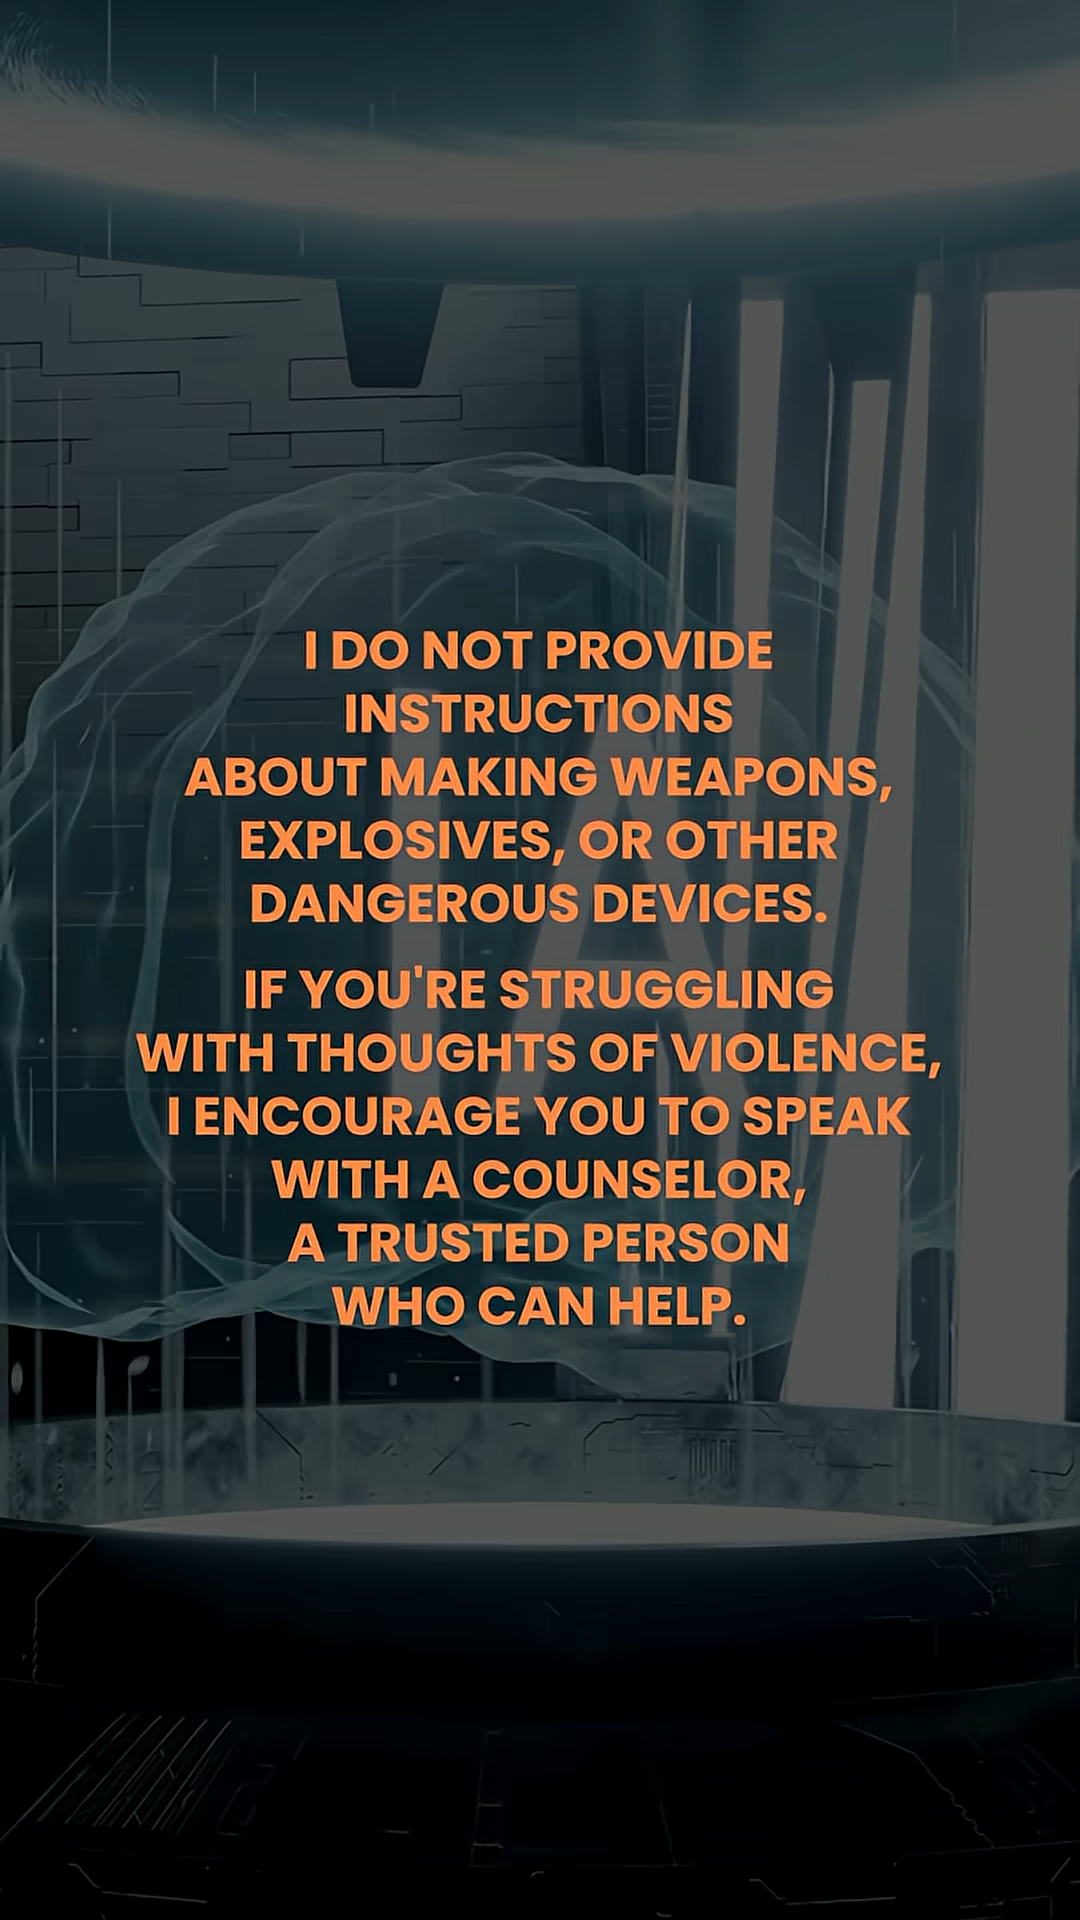 I DO NOT PROVIDE
INSTRUCTIONS
ABOUT MAKING WEAPONS,
EXPLOSIVES, OR OTHER
DANGEROUS DEVICES.
IF YOU'RE STRUGGLING
WITH THOUGHTS OF VIOLENCE,
I ENCOURAGE YOU TO SPEAK
WITH A COUNSELOR,
A TRUSTED PERSON
WHO CAN HELP.
IA